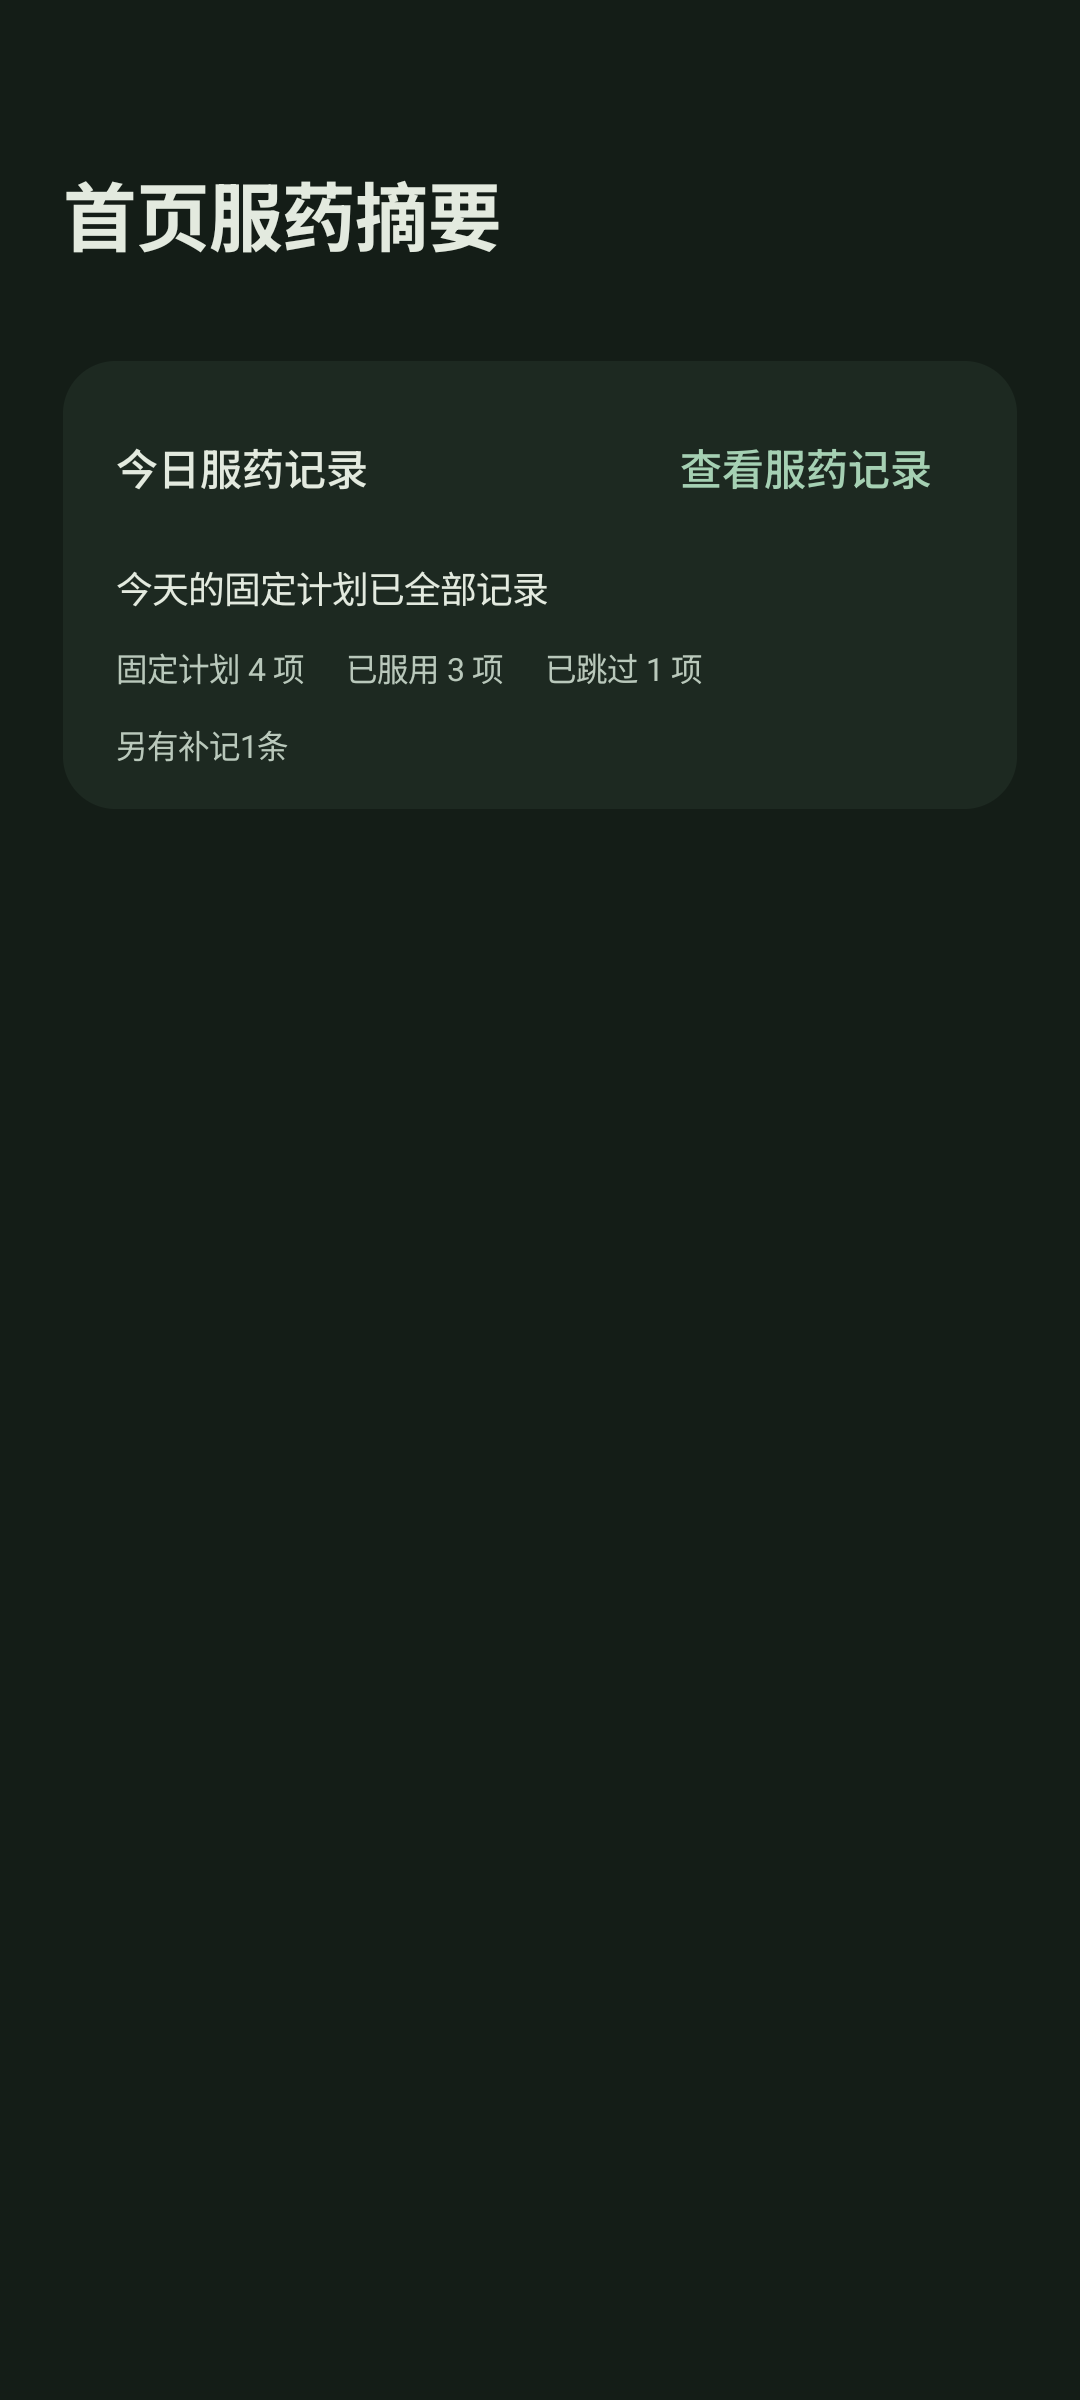 首页服药摘要
今日服药记录 查看服药记录
今天的固定计划已全部记录
固定计划 4 项 已服用 3 项 已跳过 1 项
另有补记1条